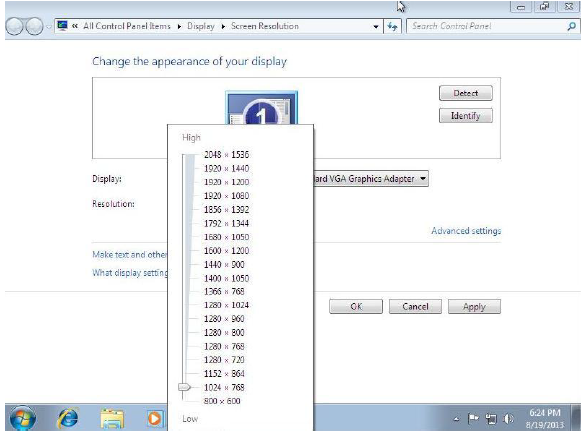 « All Control Panel Items ▸ Display ▸ Screen Resolution
Search Control Panel
Change the appearance of your display
Detect
Identify
1
High
2048 × 1536
1920 × 1440
1920 × 1200
1920 × 1080
1856 × 1392
1792 × 1344
1680 × 1050
1600 × 1200
1440 × 900
1400 × 1050
1366 × 768
1280 × 1024
1280 × 960
1280 × 800
1280 × 768
1280 × 720
1152 × 864
1024 × 768
800 × 600
Low
Display:
ard VGA Graphics Adapter
Resolution:
Advanced settings
Make text and other
What display setting
OK
Cancel
Apply
6:24 PM
8/19/2013